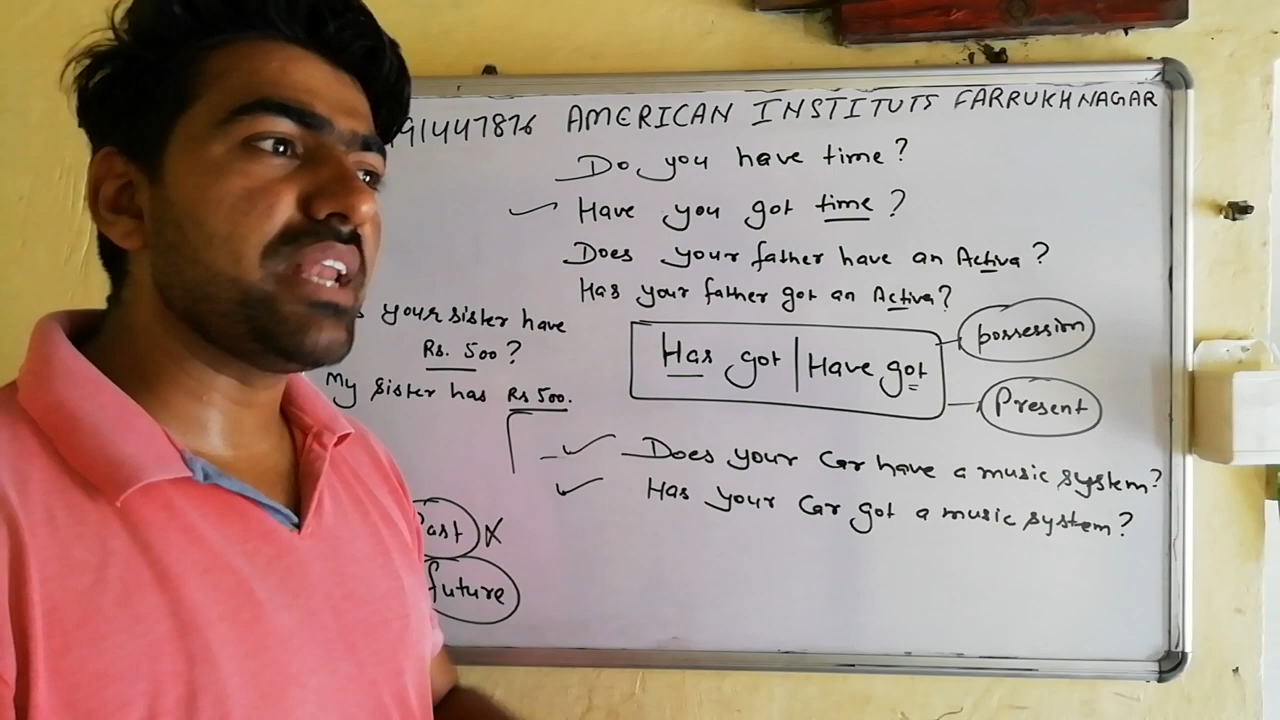 91447876 AMERICAN INSTITUTS FARRUKHNAGAR
Do you have time?
Have you got time?
Does your father have an Activa?
Has your father got an Activa?
your sister have
Rs. 500?
My sister has Rs 500.
Has got | Have got
possession
Present
Does your Car have a music system?
Has your Car got a music system?
Past X
future